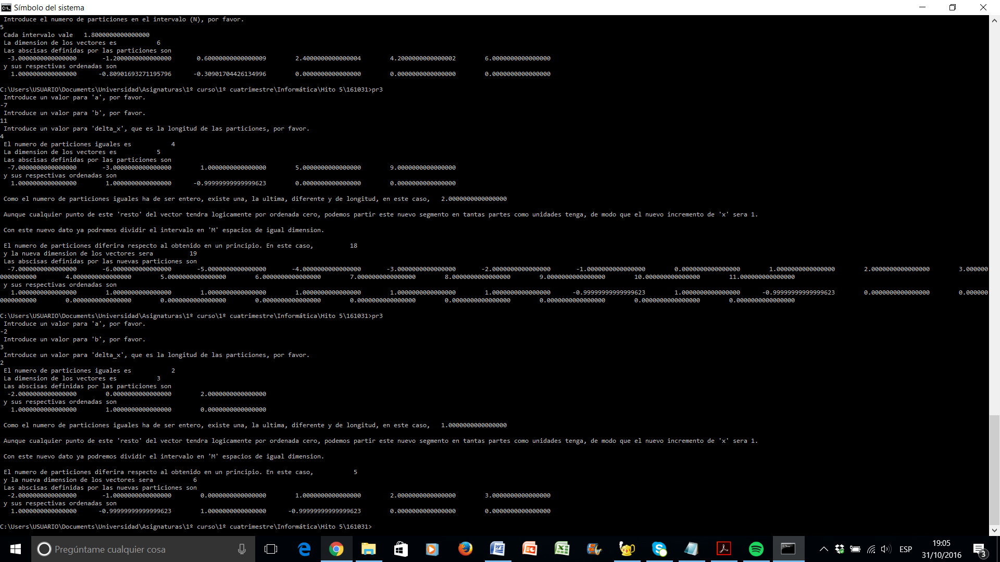 Símbolo del sistema
Introduce el numero de particiones en el intervalo (N), por favor.
5
Cada intervalo vale 1.8000000000000000
La dimension de los vectores es 6
Las abscisas definidas por las particiones son
-3.0000000000000000 -1.2000000000000000 0.60000000000000009 2.4000000000000004 4.2000000000000002 6.0000000000000000
y sus respectivas ordenadas son
1.0000000000000000 -0.80901693271195796 -0.30901704426134996 0.0000000000000000 0.0000000000000000 0.0000000000000000
C:\Users\USUARIO\Documents\Universidad\Asignaturas\1º curso\1º cuatrimestre\Informática\Hito 5\161031>pr3
Introduce un valor para 'a', por favor.
-7
Introduce un valor para 'b', por favor.
11
Introduce un valor para 'delta_x', que es la longitud de las particiones, por favor.
4
El numero de particiones iguales es 4
La dimension de los vectores es 5
Las abscisas definidas por las particiones son
-7.0000000000000000 -3.0000000000000000 1.0000000000000000 5.0000000000000000 9.0000000000000000
y sus respectivas ordenadas son
1.0000000000000000 1.0000000000000000 -0.99999999999999623 0.0000000000000000 0.0000000000000000
Como el numero de particiones iguales ha de ser entero, existe una, la ultima, diferente y de longitud, en este caso, 2.0000000000000000
Aunque cualquier punto de este 'resto' del vector tendra logicamente por ordenada cero, podemos partir este nuevo segmento en tantas partes como unidades tenga, de modo que el nuevo incremento de 'x' sera 1.
Con este nuevo dato ya podremos dividir el intervalo en 'M' espacios de igual dimension.
El numero de particiones diferira respecto al obtenido en un principio. En este caso, 18
y la nueva dimension de los vectores sera 19
Las abscisas definidas por las nuevas particiones son
-7.0000000000000000 -6.0000000000000000 -5.0000000000000000 -4.0000000000000000 -3.0000000000000000 -2.0000000000000000 -1.0000000000000000 0.0000000000000000 1.0000000000000000 2.0000000000000000 3.000000
0000000000 4.0000000000000000 5.0000000000000000 6.0000000000000000 7.0000000000000000 8.0000000000000000 9.0000000000000000 10.000000000000000 11.000000000000000
y sus respectivas ordenadas son
1.0000000000000000 1.0000000000000000 1.0000000000000000 1.0000000000000000 1.0000000000000000 1.0000000000000000 -0.99999999999999623 1.0000000000000000 -0.99999999999999623 0.0000000000000000 0.000000
0000000000 0.0000000000000000 0.0000000000000000 0.0000000000000000 0.0000000000000000 0.0000000000000000 0.0000000000000000 0.0000000000000000 0.0000000000000000
C:\Users\USUARIO\Documents\Universidad\Asignaturas\1º curso\1º cuatrimestre\Informática\Hito 5\161031>pr3
Introduce un valor para 'a', por favor.
-2
Introduce un valor para 'b', por favor.
3
Introduce un valor para 'delta_x', que es la longitud de las particiones, por favor.
2
El numero de particiones iguales es 2
La dimension de los vectores es 3
Las abscisas definidas por las particiones son
-2.0000000000000000 0.0000000000000000 2.0000000000000000
y sus respectivas ordenadas son
1.0000000000000000 1.0000000000000000 0.0000000000000000
Como el numero de particiones iguales ha de ser entero, existe una, la ultima, diferente y de longitud, en este caso, 1.0000000000000000
Aunque cualquier punto de este 'resto' del vector tendra logicamente por ordenada cero, podemos partir este nuevo segmento en tantas partes como unidades tenga, de modo que el nuevo incremento de 'x' sera 1.
Con este nuevo dato ya podremos dividir el intervalo en 'M' espacios de igual dimension.
El numero de particiones diferira respecto al obtenido en un principio. En este caso, 5
y la nueva dimension de los vectores sera 6
Las abscisas definidas por las nuevas particiones son
-2.0000000000000000 -1.0000000000000000 0.0000000000000000 1.0000000000000000 2.0000000000000000 3.0000000000000000
y sus respectivas ordenadas son
1.0000000000000000 -0.99999999999999623 1.0000000000000000 -0.99999999999999623 0.0000000000000000 0.0000000000000000
C:\Users\USUARIO\Documents\Universidad\Asignaturas\1º curso\1º cuatrimestre\Informática\Hito 5\161031>
Pregúntame cualquier cosa
ESP
19:05
31/10/2016
3